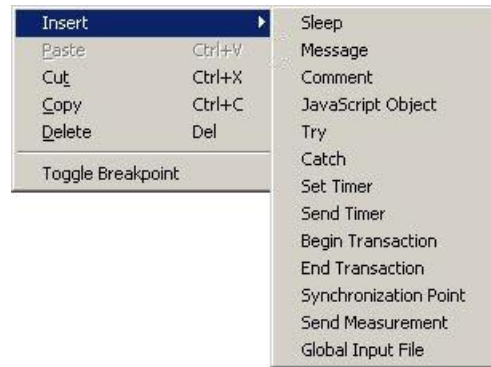 Insert
Paste Ctrl+V
Cut Ctrl+X
Copy Ctrl+C
Delete Del
Toggle Breakpoint
Sleep
Message
Comment
JavaScript Object
Try
Catch
Set Timer
Send Timer
Begin Transaction
End Transaction
Synchronization Point
Send Measurement
Global Input File